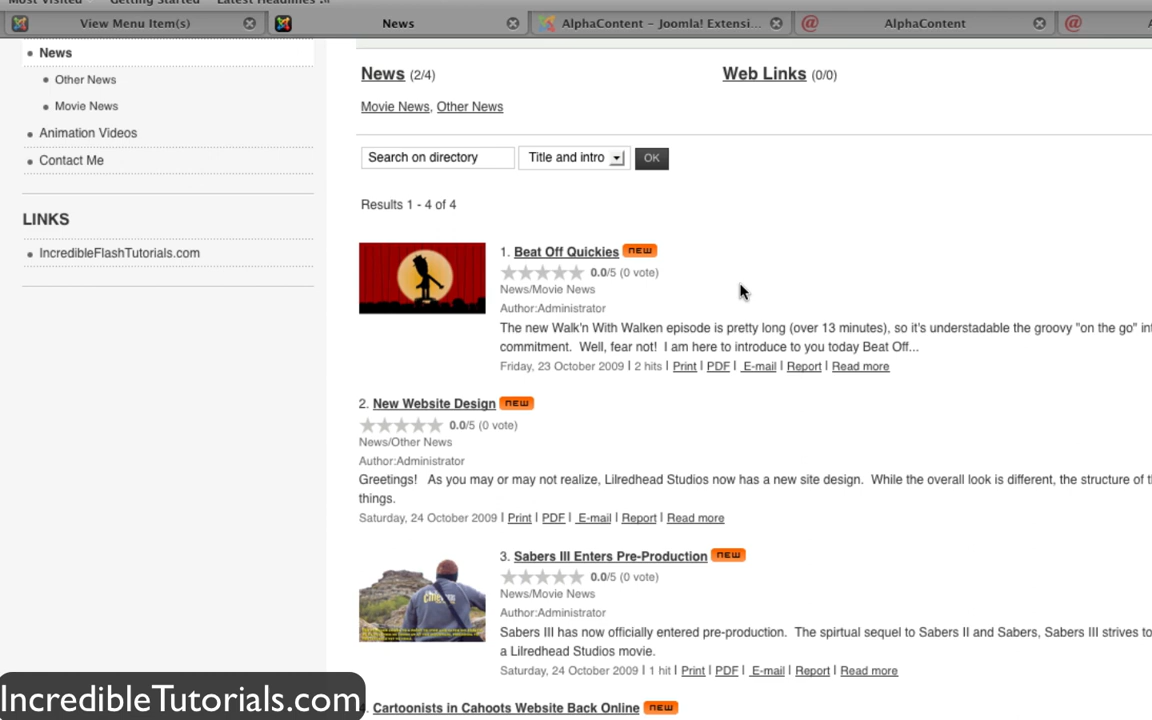 Most Visited Getting Started Latest Headlines
View Menu Item(s) News AlphaContent – Joomla! Extensi... AlphaContent
News
Other News
Movie News
Animation Videos
Contact Me
LINKS
IncredibleFlashTutorials.com
News (2/4) Web Links (0/0)
Movie News, Other News
Search on directory Title and intro OK
Results 1 - 4 of 4
1. Beat Off Quickies NEW
0.0/5 (0 vote)
News/Movie News
Author:Administrator
The new Walk'n With Walken episode is pretty long (over 13 minutes), so it's understadable the groovy "on the go"
commitment. Well, fear not! I am here to introduce to you today Beat Off...
Friday, 23 October 2009 | 2 hits | Print | PDF | E-mail | Report | Read more
2. New Website Design NEW
0.0/5 (0 vote)
News/Other News
Author:Administrator
Greetings! As you may or may not realize, Lilredhead Studios now has a new site design. While the overall look is different, the structure of
things.
Saturday, 24 October 2009 | Print | PDF | E-mail | Report | Read more
3. Sabers III Enters Pre-Production NEW
0.0/5 (0 vote)
News/Movie News
Author:Administrator
Sabers III has now officially entered pre-production. The spirtual sequel to Sabers II and Sabers, Sabers III strives to
a Lilredhead Studios movie.
Saturday, 24 October 2009 | 1 hit | Print | PDF | E-mail | Report | Read more
Cartoonists in Cahoots Website Back Online NEW
IncredibleTutorials.com